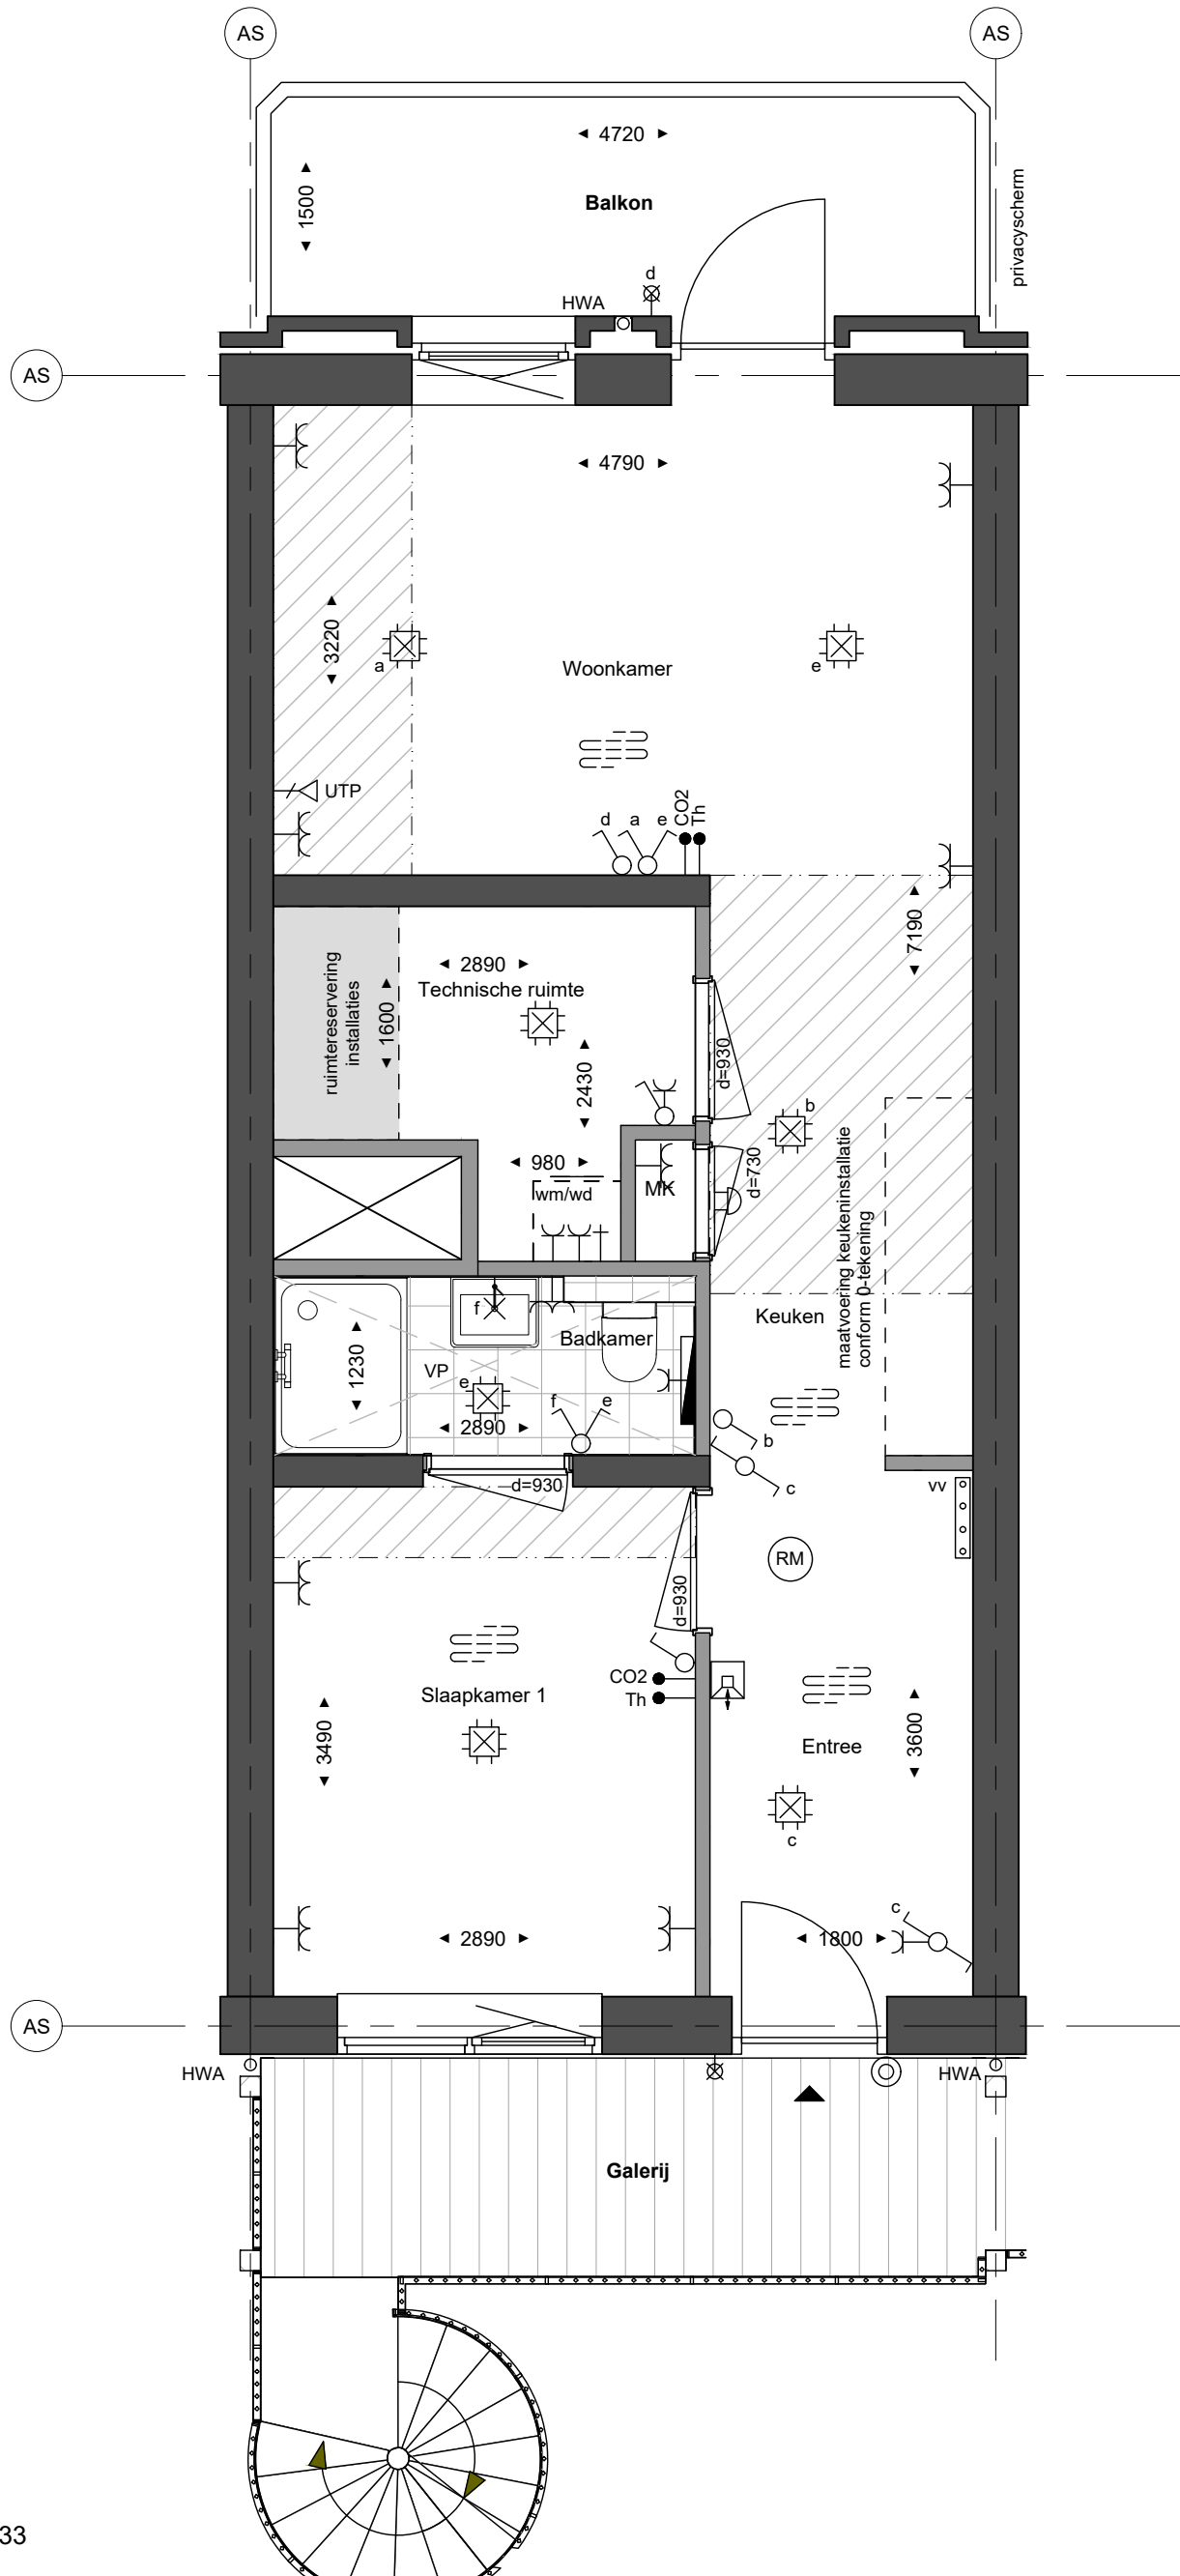 AS
AS
4720
1500
Balkon
privacyscherm
d
HWA
AS
4790
3220
a
e
Woonkamer
UTP
d
a
e
CO2
Th
7190
ruimtereservering
installaties
2890
Technische ruimte
1600
2430
d=930
b
980
wm/wd
MK
d=730
maatvoering keukeninstallatie
conform 0-tekening
Keuken
f
Badkamer
1230
VP
e
2890
f
e
b
c
d=930
vv
RM
d=930
CO2
Th
Slaapkamer 1
3490
Entree
3600
c
c
2890
1800
AS
HWA
HWA
Galerij
33